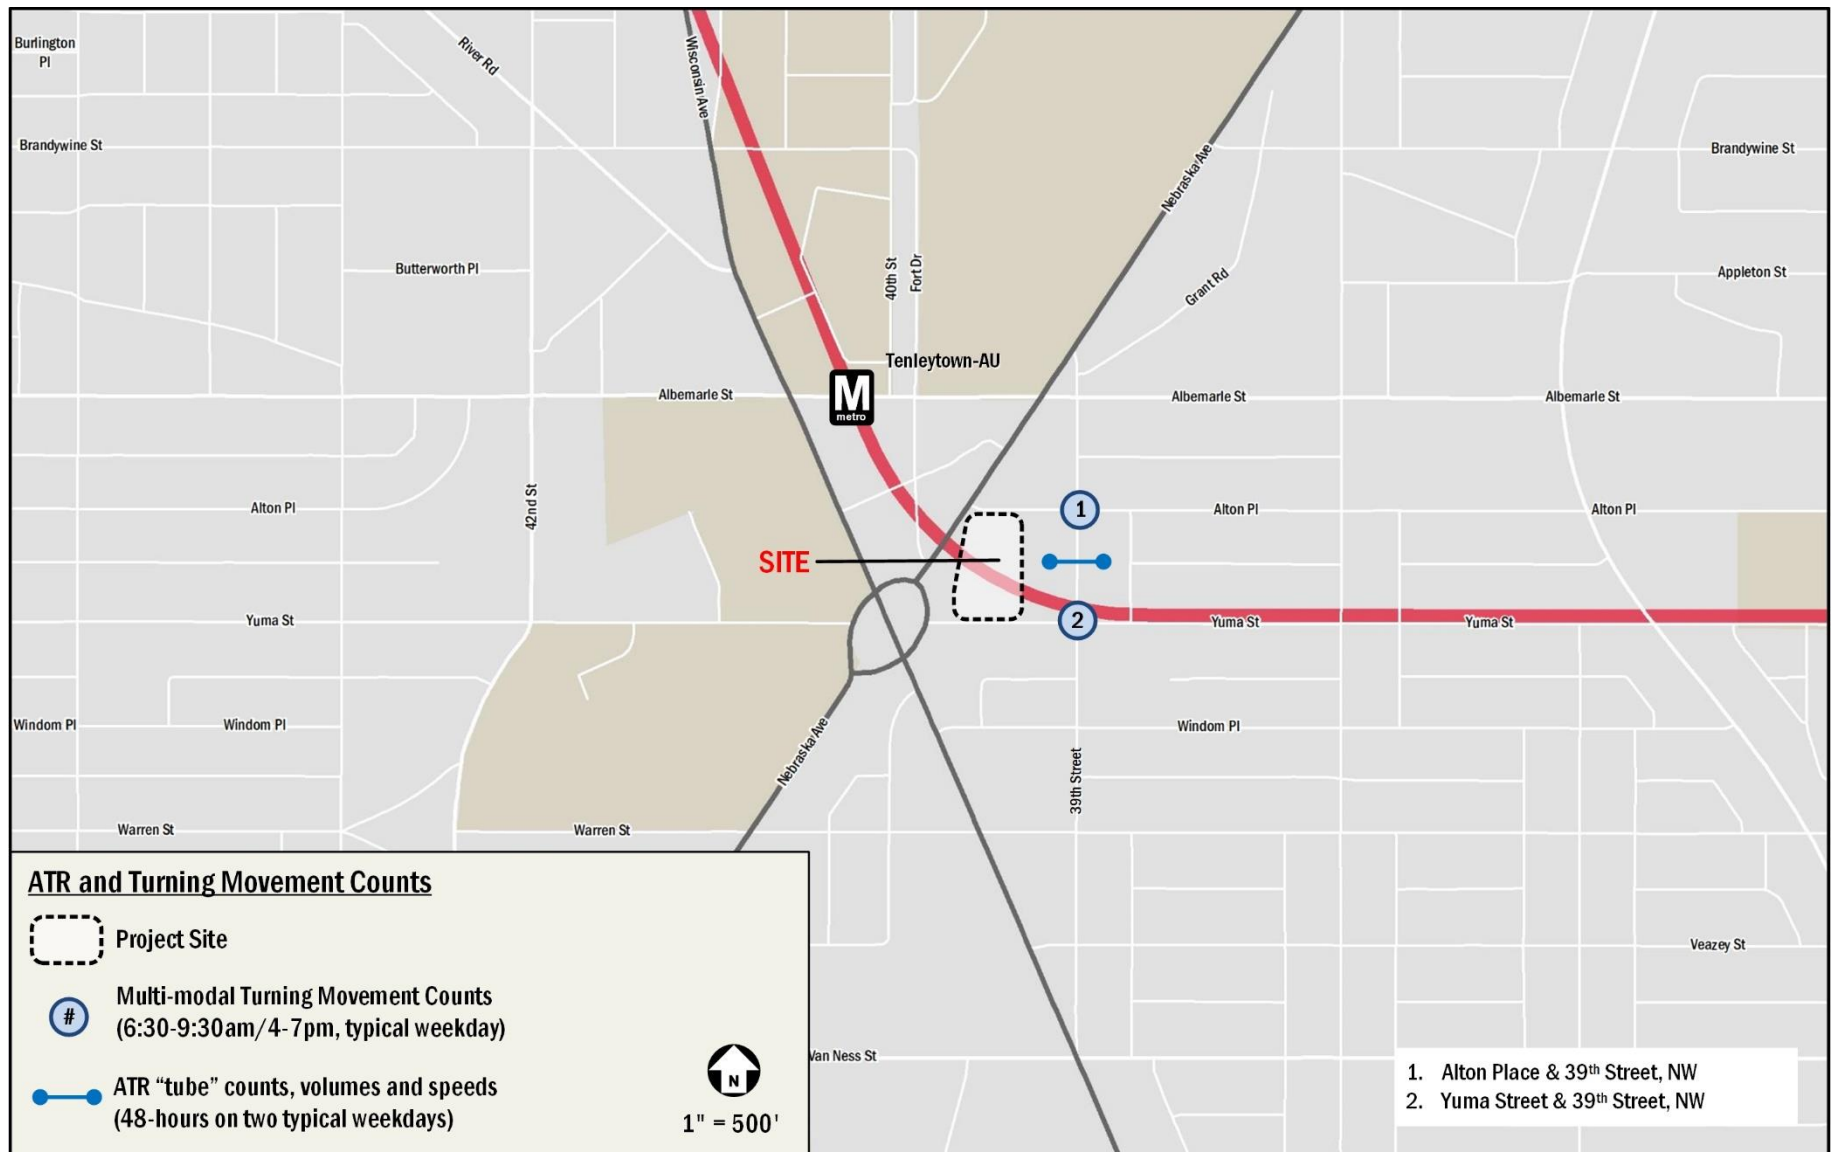 Burlington
Pl
River Rd
Wisconsin Ave
Brandywine St
Nebraska Ave
Brandywine St
Butterworth Pl
40th St
Fort Dr
Grant Rd
Appleton St
Tenleytown-AU
Albemarle St
M
metro
Albemarle St
Albemarle St
Alton Pl
42nd St
1
Alton Pl
Alton Pl
SITE
Yuma St
2
Yuma St
Yuma St
Windom Pl
Windom Pl
Nebraska Ave
39th Street
Windom Pl
Warren St
Warren St
Veazey St
Van Ness St
ATR and Turning Movement Counts
Project Site
#
Multi-modal Turning Movement Counts
(6:30-9:30am/4-7pm, typical weekday)
ATR “tube” counts, volumes and speeds
(48-hours on two typical weekdays)
N
1" = 500'
1. Alton Place & 39th Street, NW
2. Yuma Street & 39th Street, NW